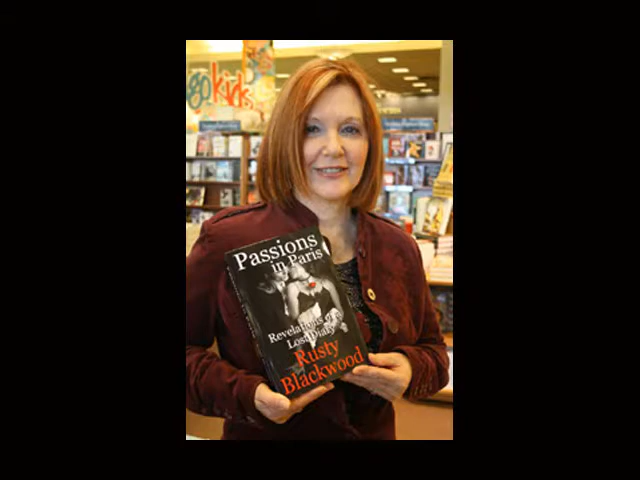 go kids
Passions
in Paris
Revelations of a
Lost Diary
Rusty
Blackwood